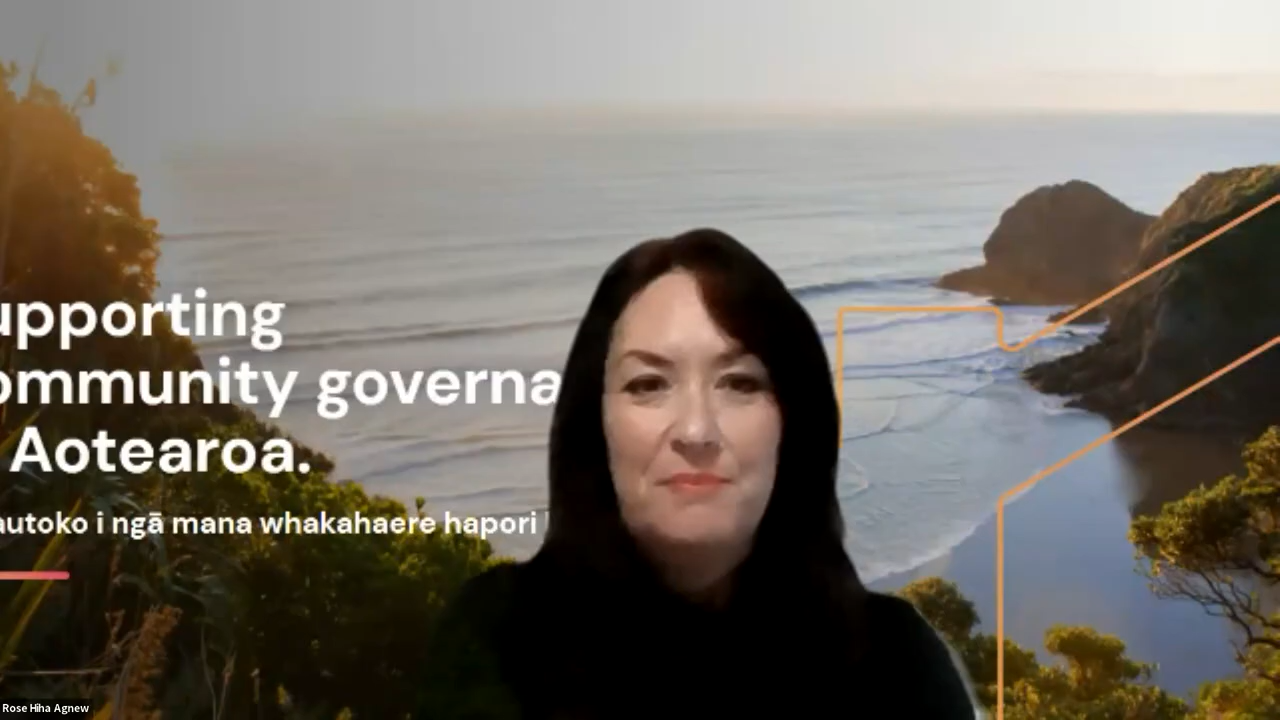 upporting
ommunity governa
Aotearoa.
autoko i ngā mana whakahaere hapori
Rose Hiha Agnew